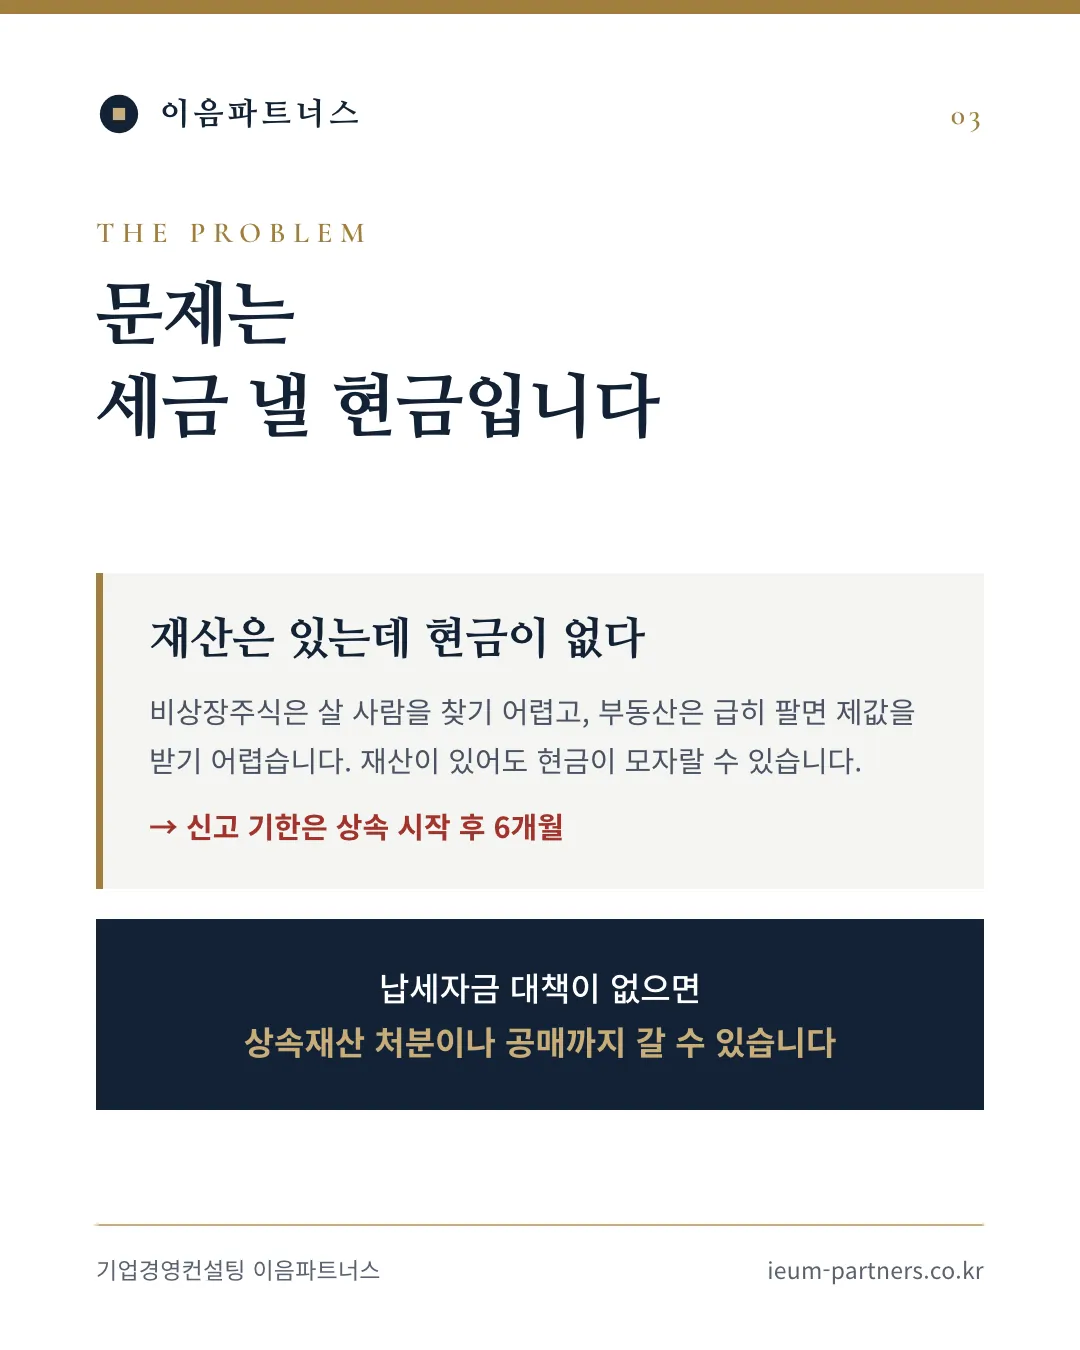 이음파트너스
03
THE PROBLEM
문제는
세금 낼 현금입니다
재산은 있는데 현금이 없다
비상장주식은 살 사람을 찾기 어렵고, 부동산은 급히 팔면 제값을
받기 어렵습니다. 재산이 있어도 현금이 모자랄 수 있습니다.
→ 신고 기한은 상속 시작 후 6개월
납세자금 대책이 없으면
상속재산 처분이나 공매까지 갈 수 있습니다
기업경영컨설팅 이음파트너스
ieum-partners.co.kr